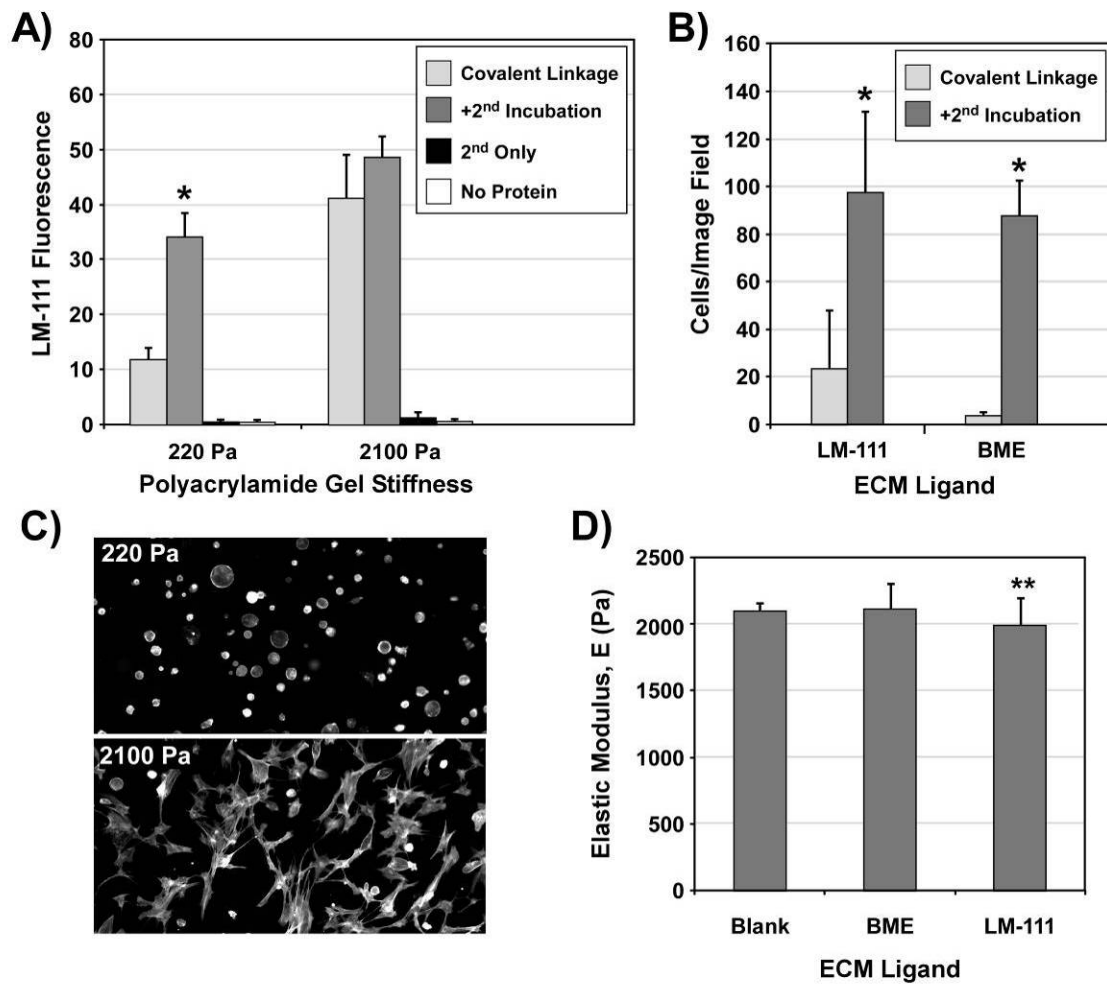 A)
80
70
60
50
40
30
20
10
0
LM-111 Fluorescence
Covalent Linkage
+2nd Incubation
2nd Only
No Protein
*
220 Pa
2100 Pa
Polyacrylamide Gel Stiffness
B)
160
140
120
100
80
60
40
20
0
Cells/Image Field
Covalent Linkage
+2nd Incubation
*
*
LM-111
BME
ECM Ligand
C)
220 Pa
2100 Pa
D)
2500
2000
1500
1000
500
0
Elastic Modulus, E (Pa)
**
Blank
BME
LM-111
ECM Ligand